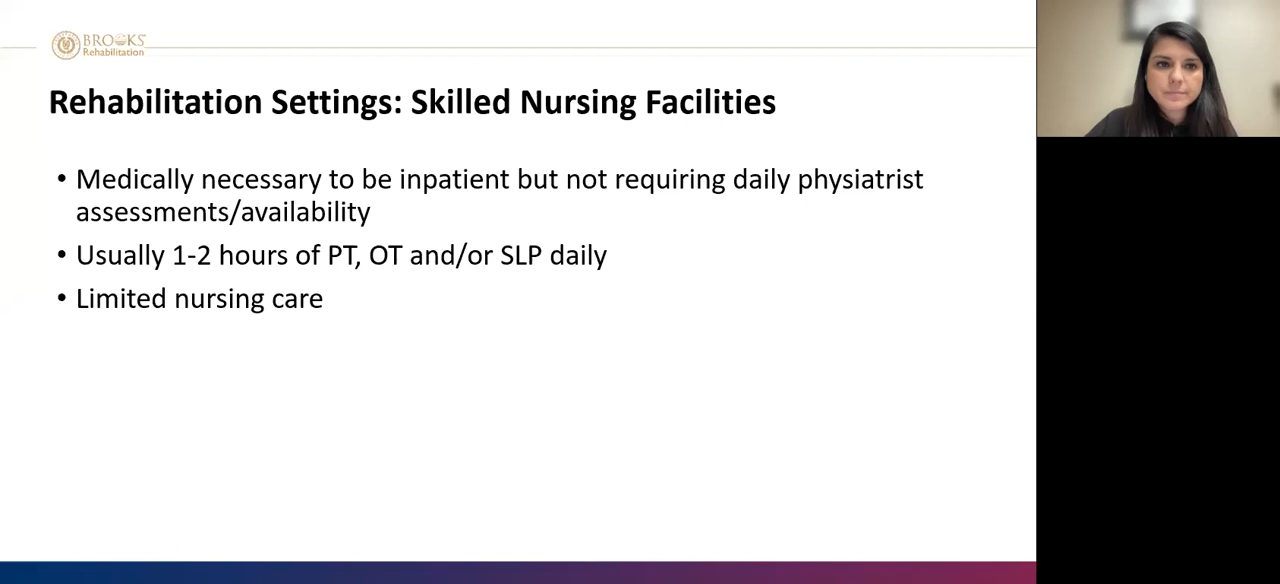 BROOKS
Rehabilitation
Rehabilitation Settings: Skilled Nursing Facilities
• Medically necessary to be inpatient but not requiring daily physiatrist
assessments/availability
• Usually 1-2 hours of PT, OT and/or SLP daily
• Limited nursing care